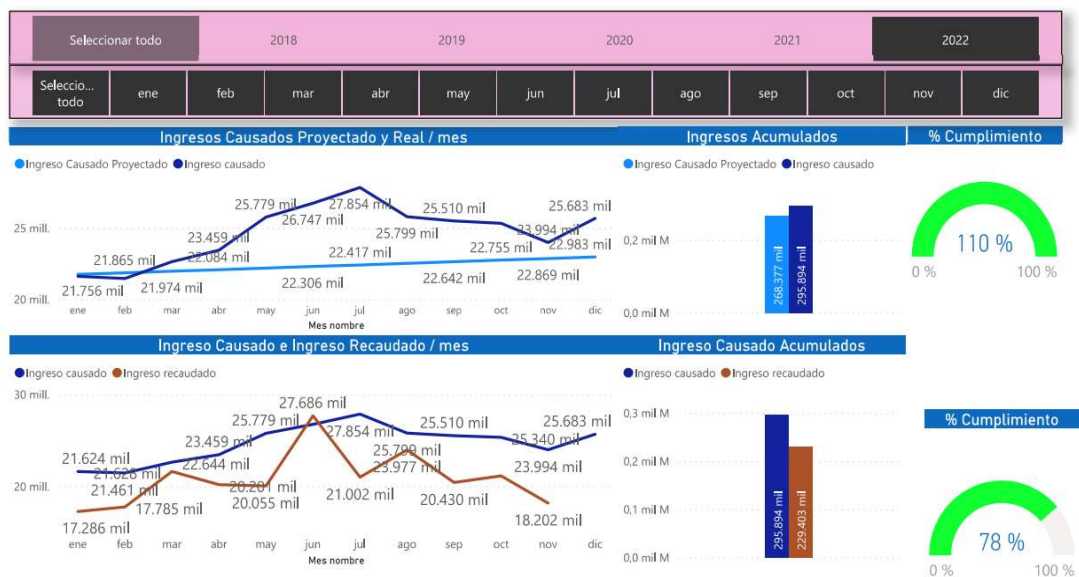 Seleccionar todo 2018 2019 2020 2021 2022
Seleccio... todo ene feb mar abr may jun jul ago sep oct nov dic
Ingresos Causados Proyectado y Real / mes
Ingreso Causado Proyectado Ingreso causado
25 mill.
20 mill.
21.756 mil
21.865 mil
21.974 mil
23.459 mil
22.084 mil
25.779 mil
26.747 mil
22.306 mil
27.854 mil
22.417 mil
25.799 mil
25.510 mil
22.642 mil
22.755 mil
23.994 mil
22.869 mil
25.683 mil
22.983 mil
ene feb mar abr may jun jul ago sep oct nov dic
Mes nombre
Ingresos Acumulados
Ingreso Causado Proyectado Ingreso causado
0,2 mil M
0,0 mil M
268.377 mil
295.894 mil
% Cumplimiento
110 %
0 % 100 %
Ingreso Causado e Ingreso Recaudado / mes
Ingreso causado Ingreso recaudado
30 mill.
20 mill.
21.624 mil
17.286 mil
21.628 mil
21.461 mil
17.785 mil
22.644 mil
23.459 mil
20.201 mil
25.779 mil
20.055 mil
27.686 mil
27.854 mil
21.002 mil
25.799 mil
23.977 mil
25.510 mil
20.430 mil
25.340 mil
23.994 mil
18.202 mil
25.683 mil
ene feb mar abr may jun jul ago sep oct nov dic
Mes nombre
Ingreso Causado Acumulados
Ingreso causado Ingreso recaudado
0,3 mil M
0,2 mil M
0,1 mil M
0,0 mil M
295.894 mil
229.403 mil
% Cumplimiento
78 %
0 % 100 %